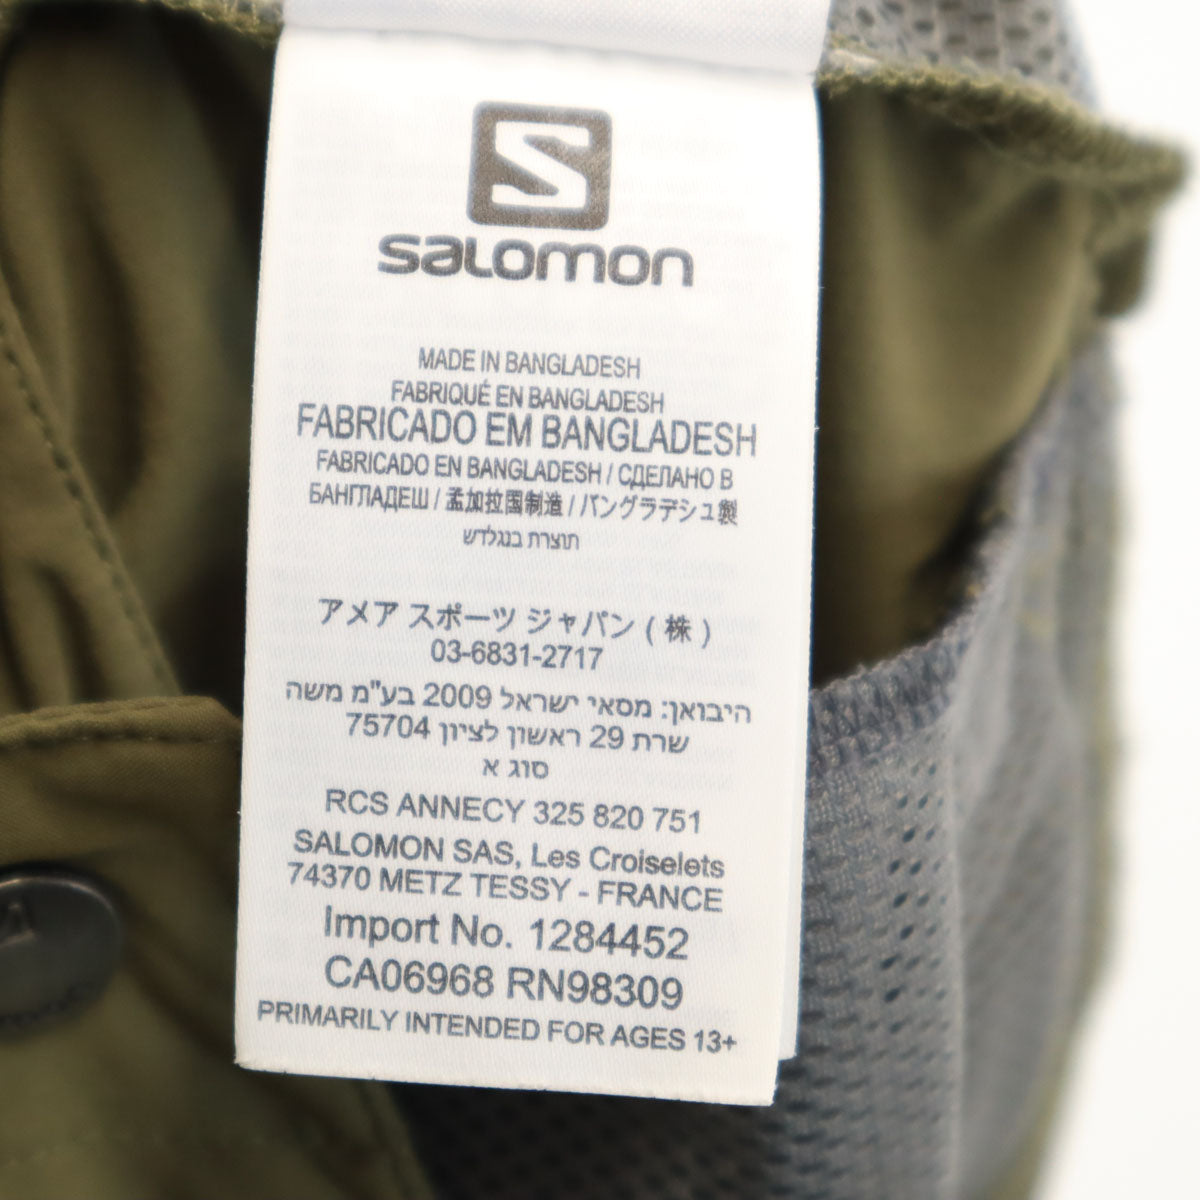 S
salomon
MADE IN BANGLADESH
FABRIQUÉ EN BANGLADESH
FABRICADO EM BANGLADESH
FABRICADO EN BANGLADESH / СДЕЛАНО В
БАНГЛАДЕШ / 孟加拉国制造 / バングラデシュ製
תוצרת בנגלדש
アメア スポーツ ジャパン ( 株 )
03-6831-2717
היבואן: מסאי ישראל 2009 בע"מ משה
שרת 29 ראשון לציון 75704
סוג א
RCS ANNECY 325 820 751
SALOMON SAS, Les Croiselets
74370 METZ TESSY - FRANCE
Import No. 1284452
CA06968 RN98309
PRIMARILY INTENDED FOR AGES 13+